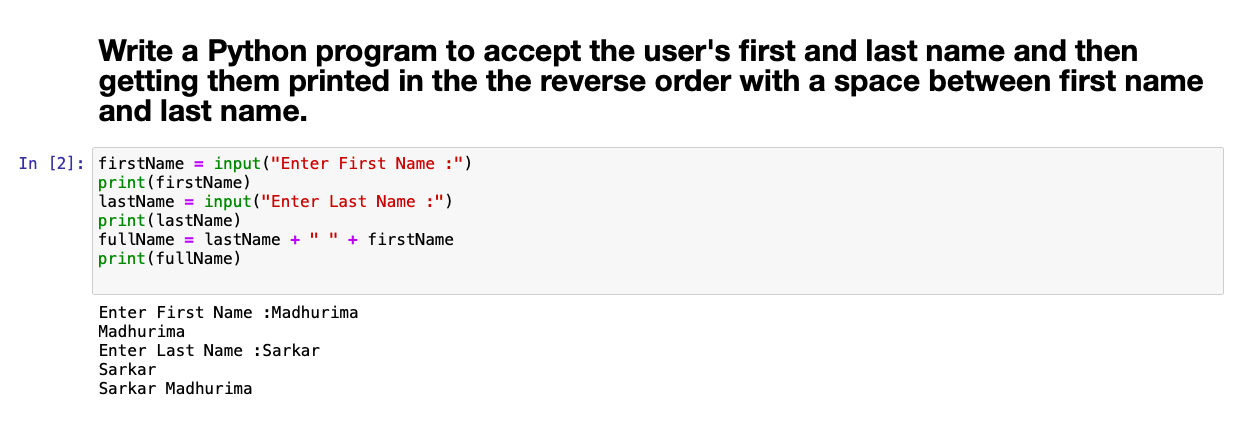 Write a Python program to accept the user's first and last name and then
getting them printed in the the reverse order with a space between first name
and last name.
In [2]: firstName = input("Enter First Name :")
print(firstName)
lastName = input("Enter Last Name :")
print(lastName)
fullName = lastName + " " + firstName
print(fullName)
Enter First Name :Madhurima
Madhurima
Enter Last Name :Sarkar
Sarkar
Sarkar Madhurima